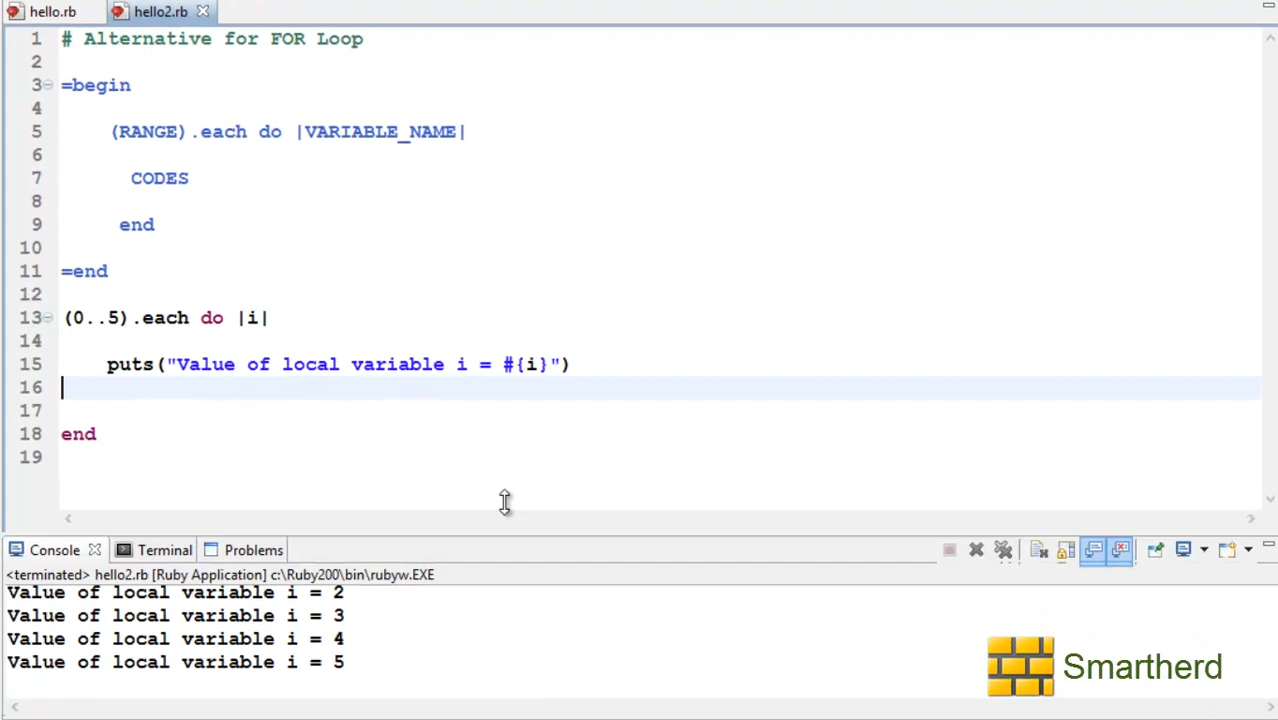 hello.rb hello2.rb
1 # Alternative for FOR Loop
2
3 =begin
4
5 (RANGE).each do |VARIABLE_NAME|
6
7 CODES
8
9 end
10
11 =end
12
13 (0..5).each do |i|
14
15 puts("Value of local variable i = #{i}")
16
17
18 end
19
Console Terminal Problems
<terminated> hello2.rb [Ruby Application] c:\Ruby200\bin\rubyw.EXE
Value of local variable i = 2
Value of local variable i = 3
Value of local variable i = 4
Value of local variable i = 5
Smartherd